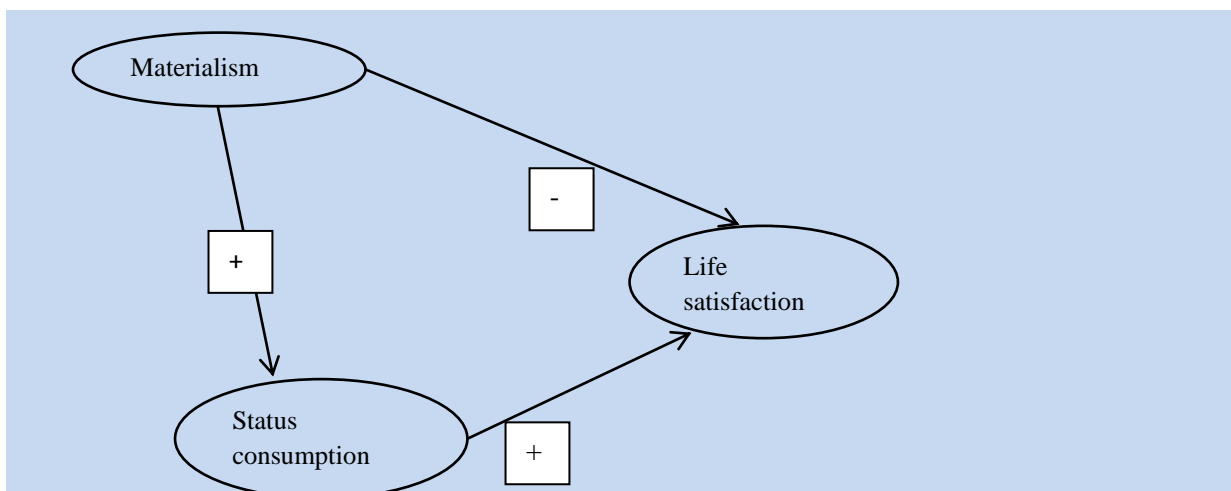 Materialism
-
+
Life
satisfaction
Status
consumption
+